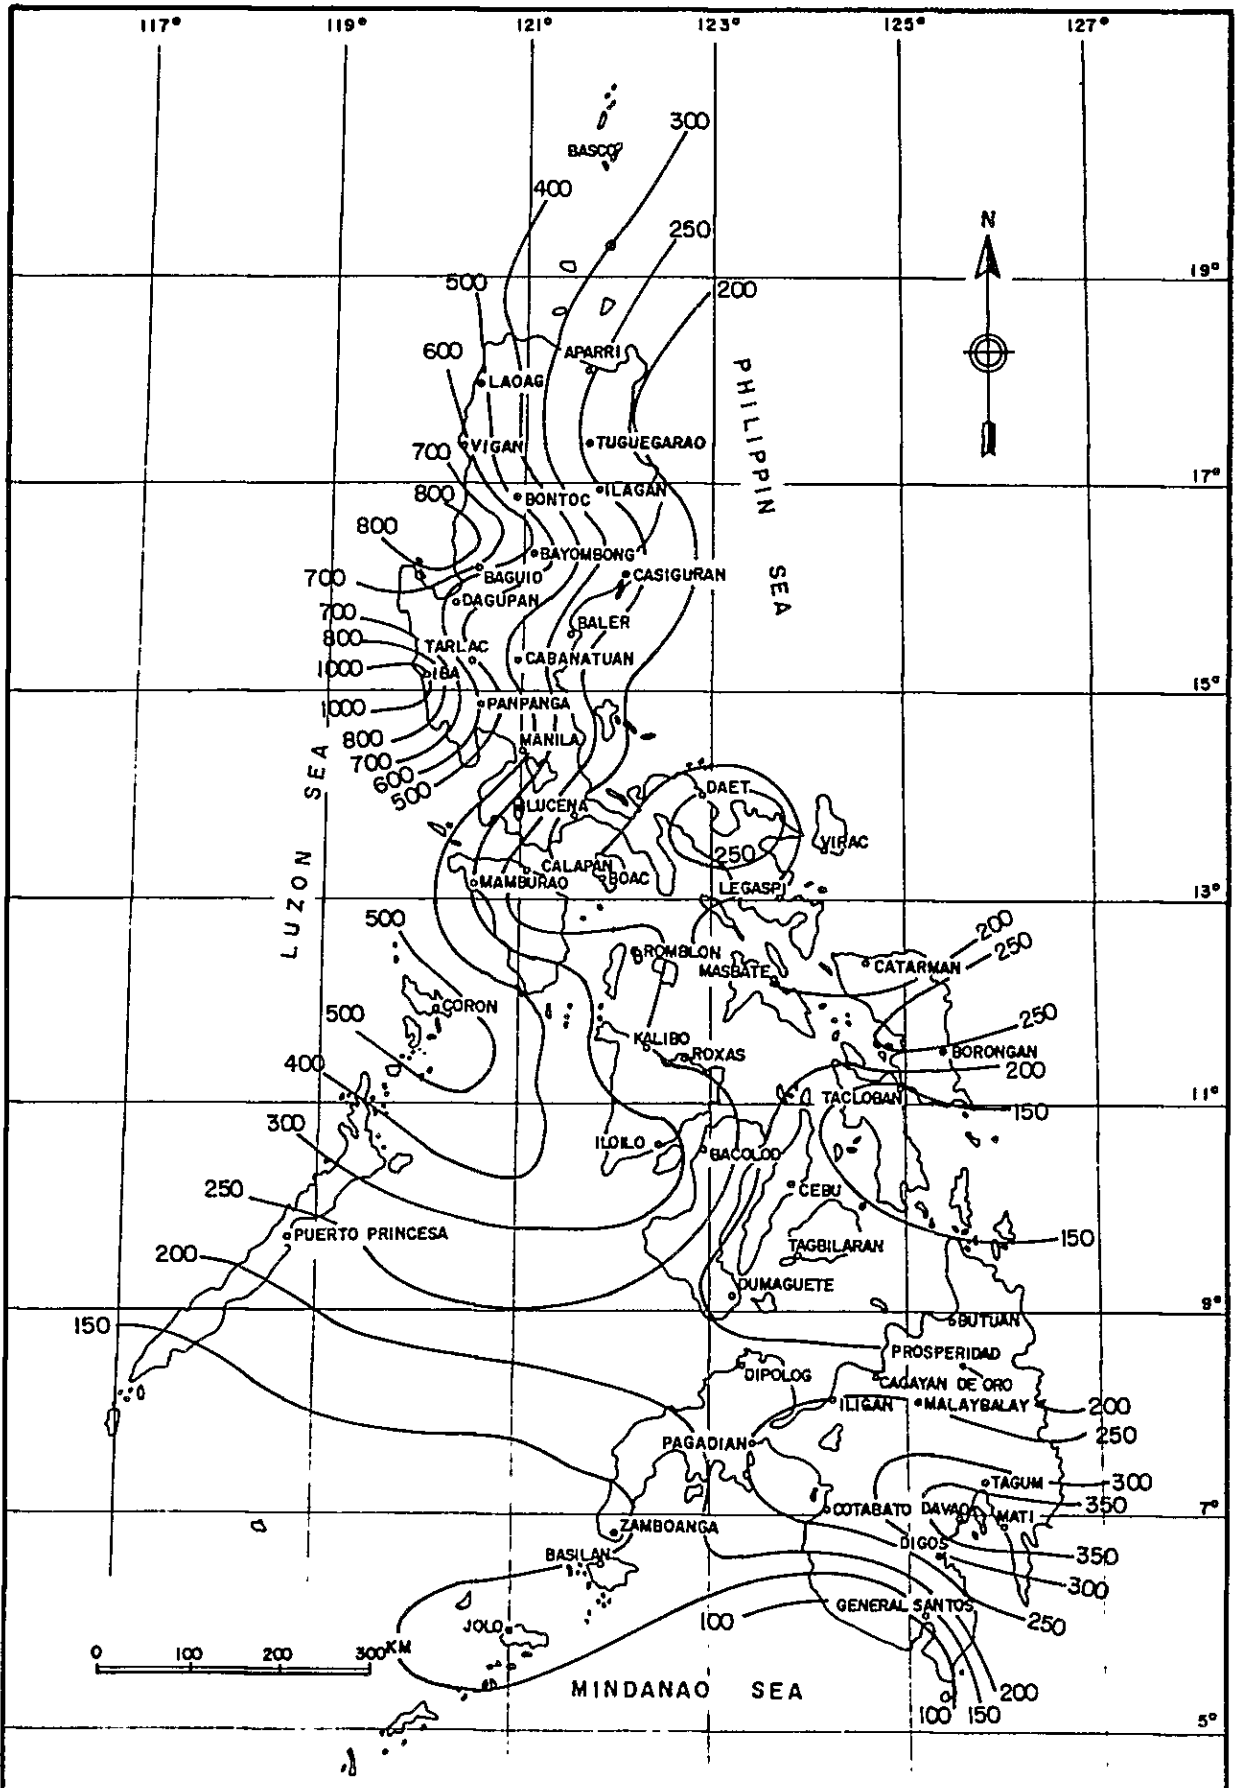 117° 119° 121° 123° 125° 127°
300
BASCO
400
N
250
19°
500
200
APARRI
600
LAOAG
PHILIPPIN SEA
VIGAN
TUGUEGARAO
700
17°
800
BONTOC
ILAGAN
800
BAYOMBONG
BAGUIO
CASIGURAN
700
DAGUPAN
700
BALER
800
TARLAC
CABANATUAN
1000
IBA
15°
1000
PANPANGA
800
MANILA
700
600
500
LUZON SEA
DAET
LUCENA
VIRAC
250
CALAPAN
BOAC
MAMBURAO
LEGASPI
13°
500
200
250
ROMBLON
MASBATE
CATARMAN
CORON
500
250
KALIBO
ROXAS
BORONGAN
400
200
TACLOBAN
150
11°
300
ILOILO
BACOLOD
CEBU
250
PUERTO PRINCESA
150
200
TAGBILARAN
DUMAGUETE
9°
150
BUTUAN
PROSPERIDAD
DIPOLOG
CAGAYAN DE ORO
ILIGAN
MALAYBALAY
200
250
PAGADIAN
TAGUM
300
350
COTABATO
DAVAO
MATI
7°
ZAMBOANGA
DIGOS
BASILAN
350
300
GENERAL SANTOS
250
100
JOLO
0 100 200 300 KM
MINDANAO SEA
200
100 150
5°